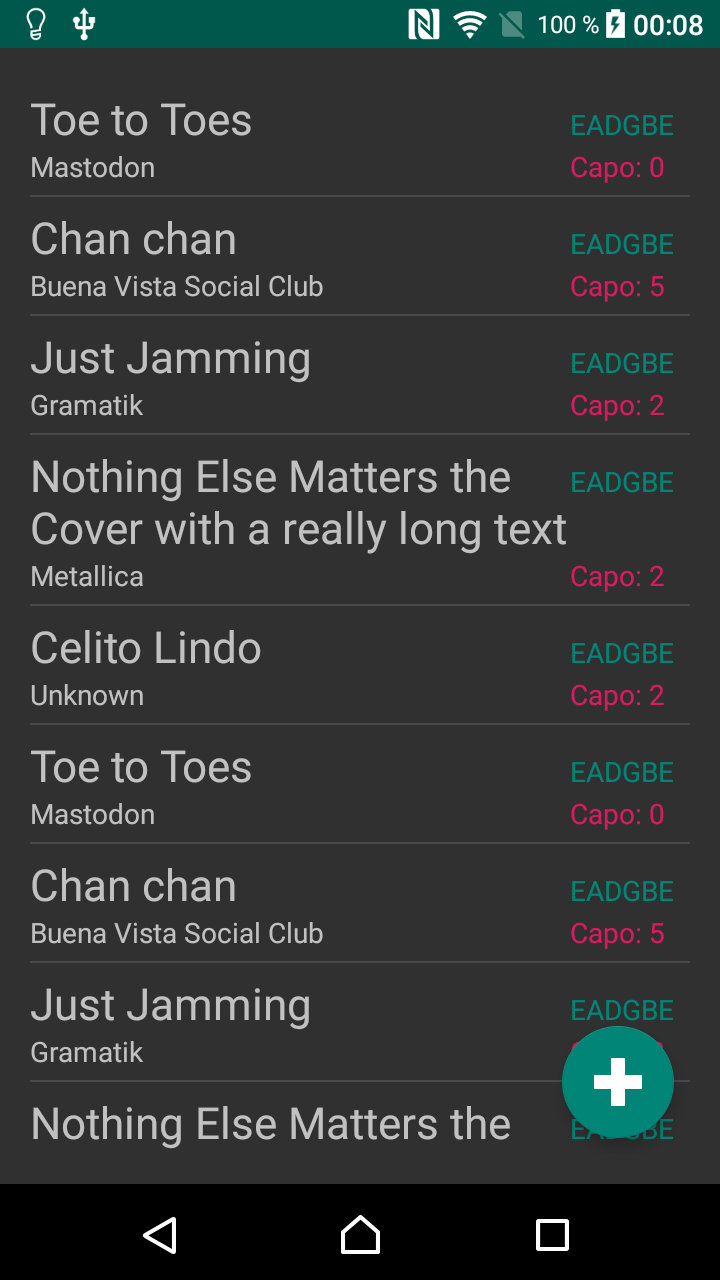 100 % 00:08
Toe to Toes EADGBE
Mastodon Capo: 0
Chan chan EADGBE
Buena Vista Social Club Capo: 5
Just Jamming EADGBE
Gramatik Capo: 2
Nothing Else Matters the EADGBE
Cover with a really long text
Metallica Capo: 2
Celito Lindo EADGBE
Unknown Capo: 2
Toe to Toes EADGBE
Mastodon Capo: 0
Chan chan EADGBE
Buena Vista Social Club Capo: 5
Just Jamming EADGBE
Gramatik
Nothing Else Matters the EADGBE